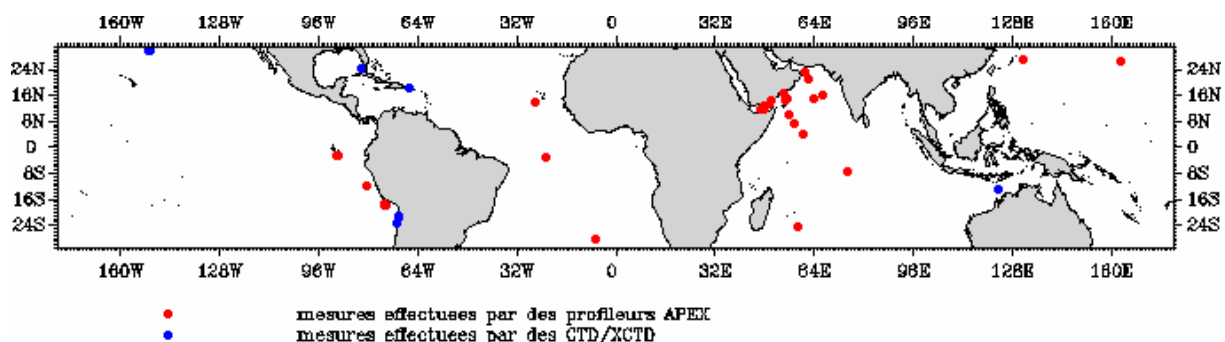 160W 128W 96W 64W 32W 0 32E 64E 96E 128E 160E
24N 24N
16N 16N
8N 8N
0 0
8S 8S
16S 16S
24S 24S
160W 128W 96W 64W 32W 0 32E 64E 96E 128E 160E
mesures effectuees par des profileurs APEX
mesures effectuees par des CTD/XCTD